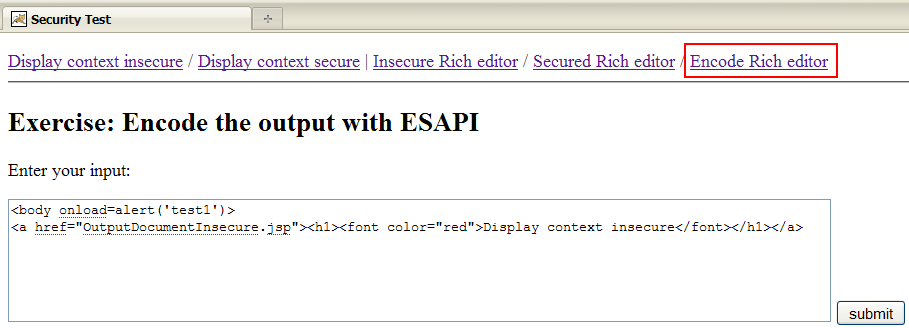 Security Test
Display context insecure / Display context secure | Insecure Rich editor / Secured Rich editor / Encode Rich editor
Exercise: Encode the output with ESAPI
Enter your input:
<body onload=alert('test1')>
<a href="OutputDocumentInsecure.jsp"><h1><font color="red">Display context insecure</font></h1></a>
submit